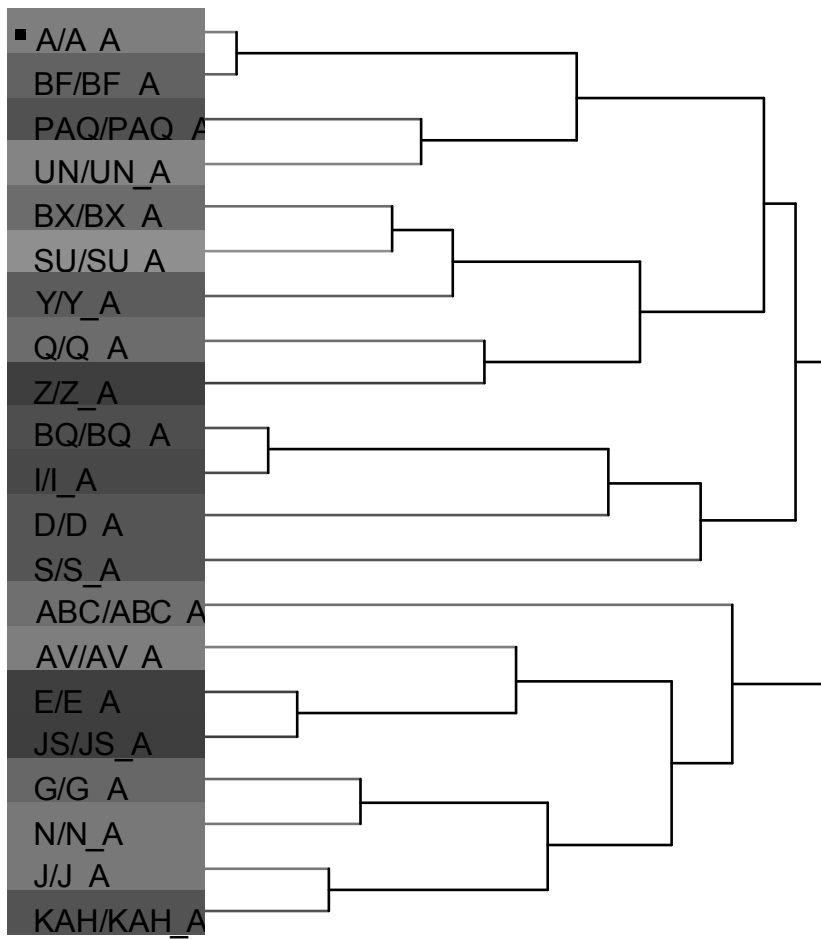 A/A_A
BF/BF_A
PAQ/PAQ_A
UN/UN_A
BX/BX_A
SU/SU_A
Y/Y_A
Q/Q_A
Z/Z_A
BQ/BQ_A
I/I_A
D/D_A
S/S_A
ABC/ABC_A
AV/AV_A
E/E_A
JS/JS_A
G/G_A
N/N_A
J/J_A
KAH/KAH_A